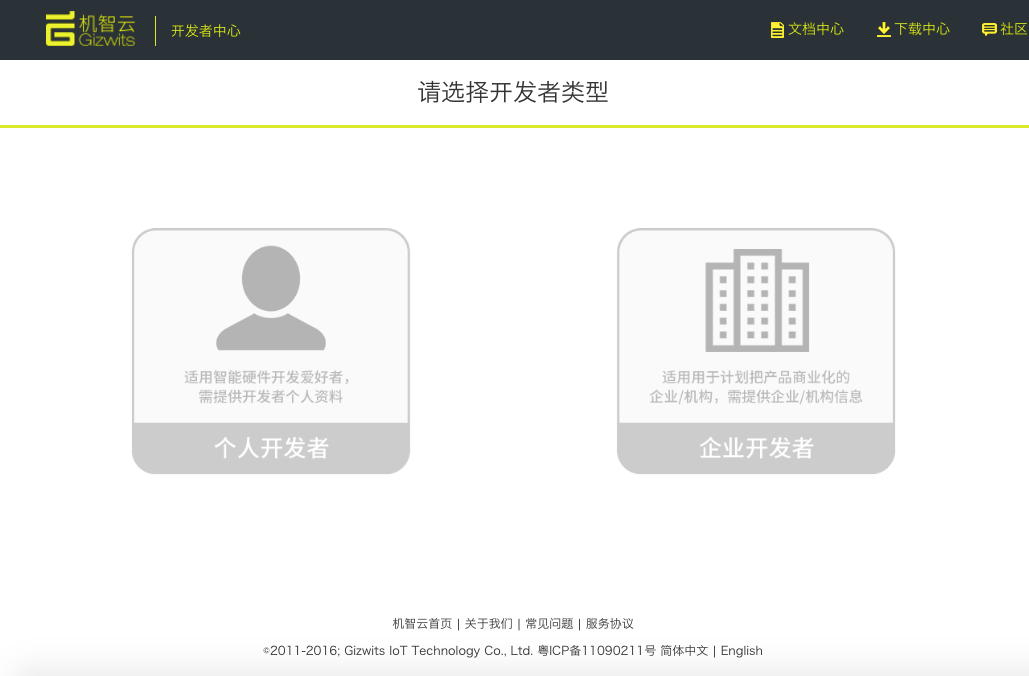 机智云
Gizwits
开发者中心
文档中心
下载中心
社区
请选择开发者类型
适用智能硬件开发爱好者，
需提供开发者个人资料
个人开发者
适用用于计划把产品商业化的
企业/机构，需提供企业/机构信息
企业开发者
机智云首页 | 关于我们 | 常见问题 | 服务协议
©2011-2016; Gizwits IoT Technology Co., Ltd. 粤ICP备11090211号 简体中文 | English